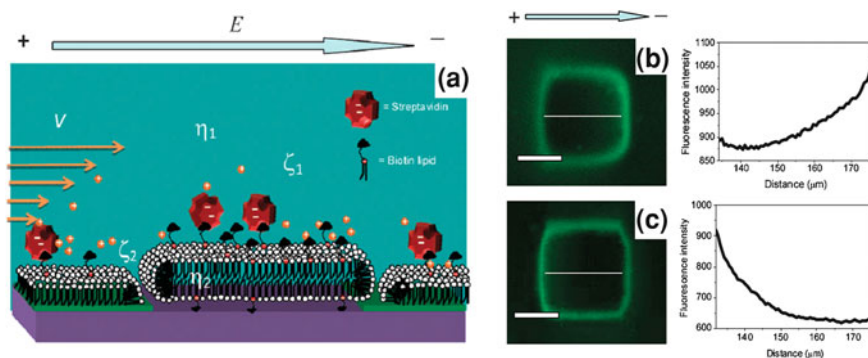 E
+
−
(a)
V
η1
ζ1
ζ2
η2
= Streptavidin
= Biotin lipid
+
−
(b)
Fluorescence intensity
1100
1050
1000
950
900
850
140 150 160 170
Distance (μm)
(c)
Fluorescence intensity
1000
900
800
700
600
140 150 160 170
Distance (μm)